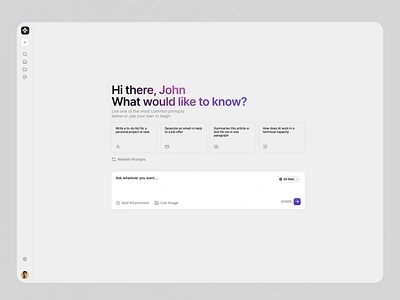 Hi there, John
What would like to know?
Use one of the most common prompts
below or use your own to begin
Write a to-do list for a
personal project or task
Generate an email to reply
to a job offer
Summarise this article or
text for me in one
paragraph
How does AI work in a
technical capacity
Refresh Prompts
Ask whatever you want ...
All Web
Add Attachment
Use Image
0/1000